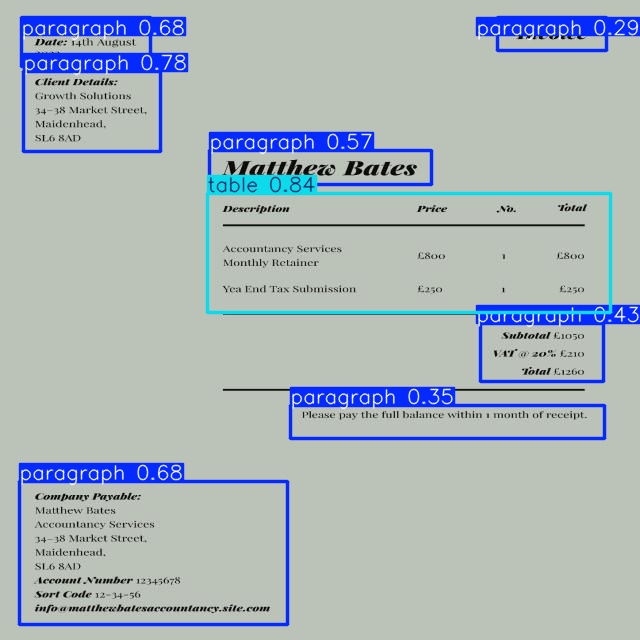 paragraph 0.68
Date: 14th August
paragraph 0.29
Invoice
paragraph 0.78
Client Details:
Growth Solutions
34-38 Market Street,
Maidenhead,
SL6 8AD
paragraph 0.57
Matthew Bates
table 0.84
Description Price No. Total
Accountancy Services
Monthly Retainer £800 1 £800
Yea End Tax Submission £250 1 £250
paragraph 0.43
Subtotal £1050
VAT @ 20% £210
Total £1260
paragraph 0.35
Please pay the full balance within 1 month of receipt.
paragraph 0.68
Company Payable:
Matthew Bates
Accountancy Services
34-38 Market Street,
Maidenhead,
SL6 8AD
Account Number 12345678
Sort Code 12-34-56
info@matthewbatesaccountancy.site.com